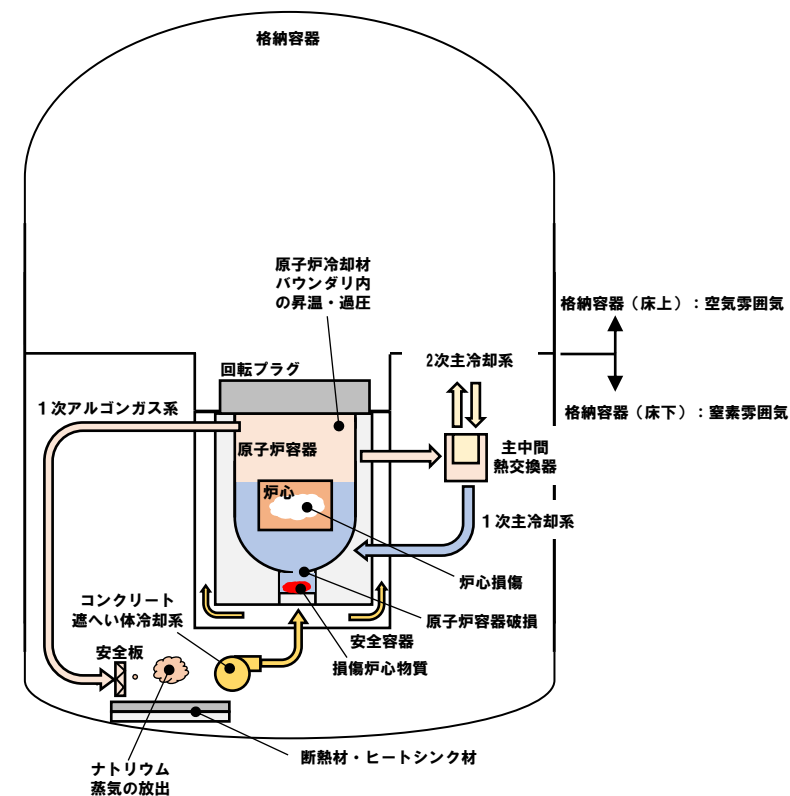 格納容器
原子炉冷却材
バウンダリ内
の昇温・過圧
格納容器（床上）：空気雰囲気
2次主冷却系
回転プラグ
1次アルゴンガス系
格納容器（床下）：窒素雰囲気
原子炉容器
主中間
熱交換器
炉心
1次主冷却系
炉心損傷
コンクリート
遮へい体冷却系
原子炉容器破損
安全容器
安全板
損傷炉心物質
断熱材・ヒートシンク材
ナトリウム
蒸気の放出